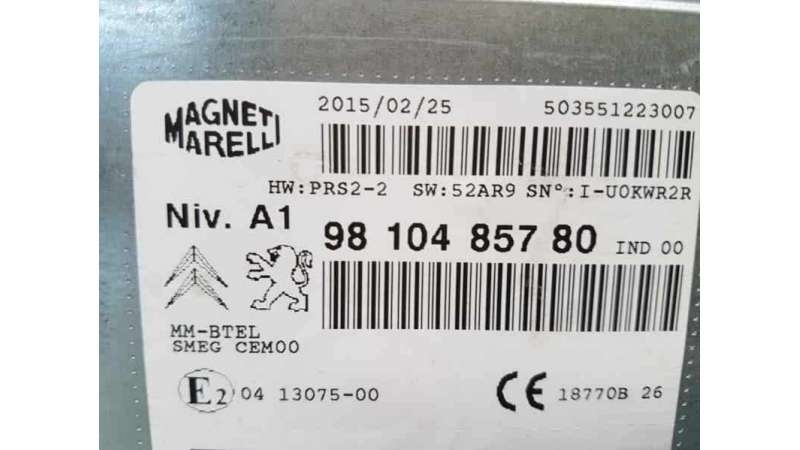 MAGNETI
MARELLI
2015/02/25 503551223007
HW:PRS2-2 SW:52AR9 SN°:I-U0KWR2R
Niv. A1
98 104 857 80 IND 00
MM-BTEL
SMEG CEM00
E2 04 13075-00
CE 18770B 26